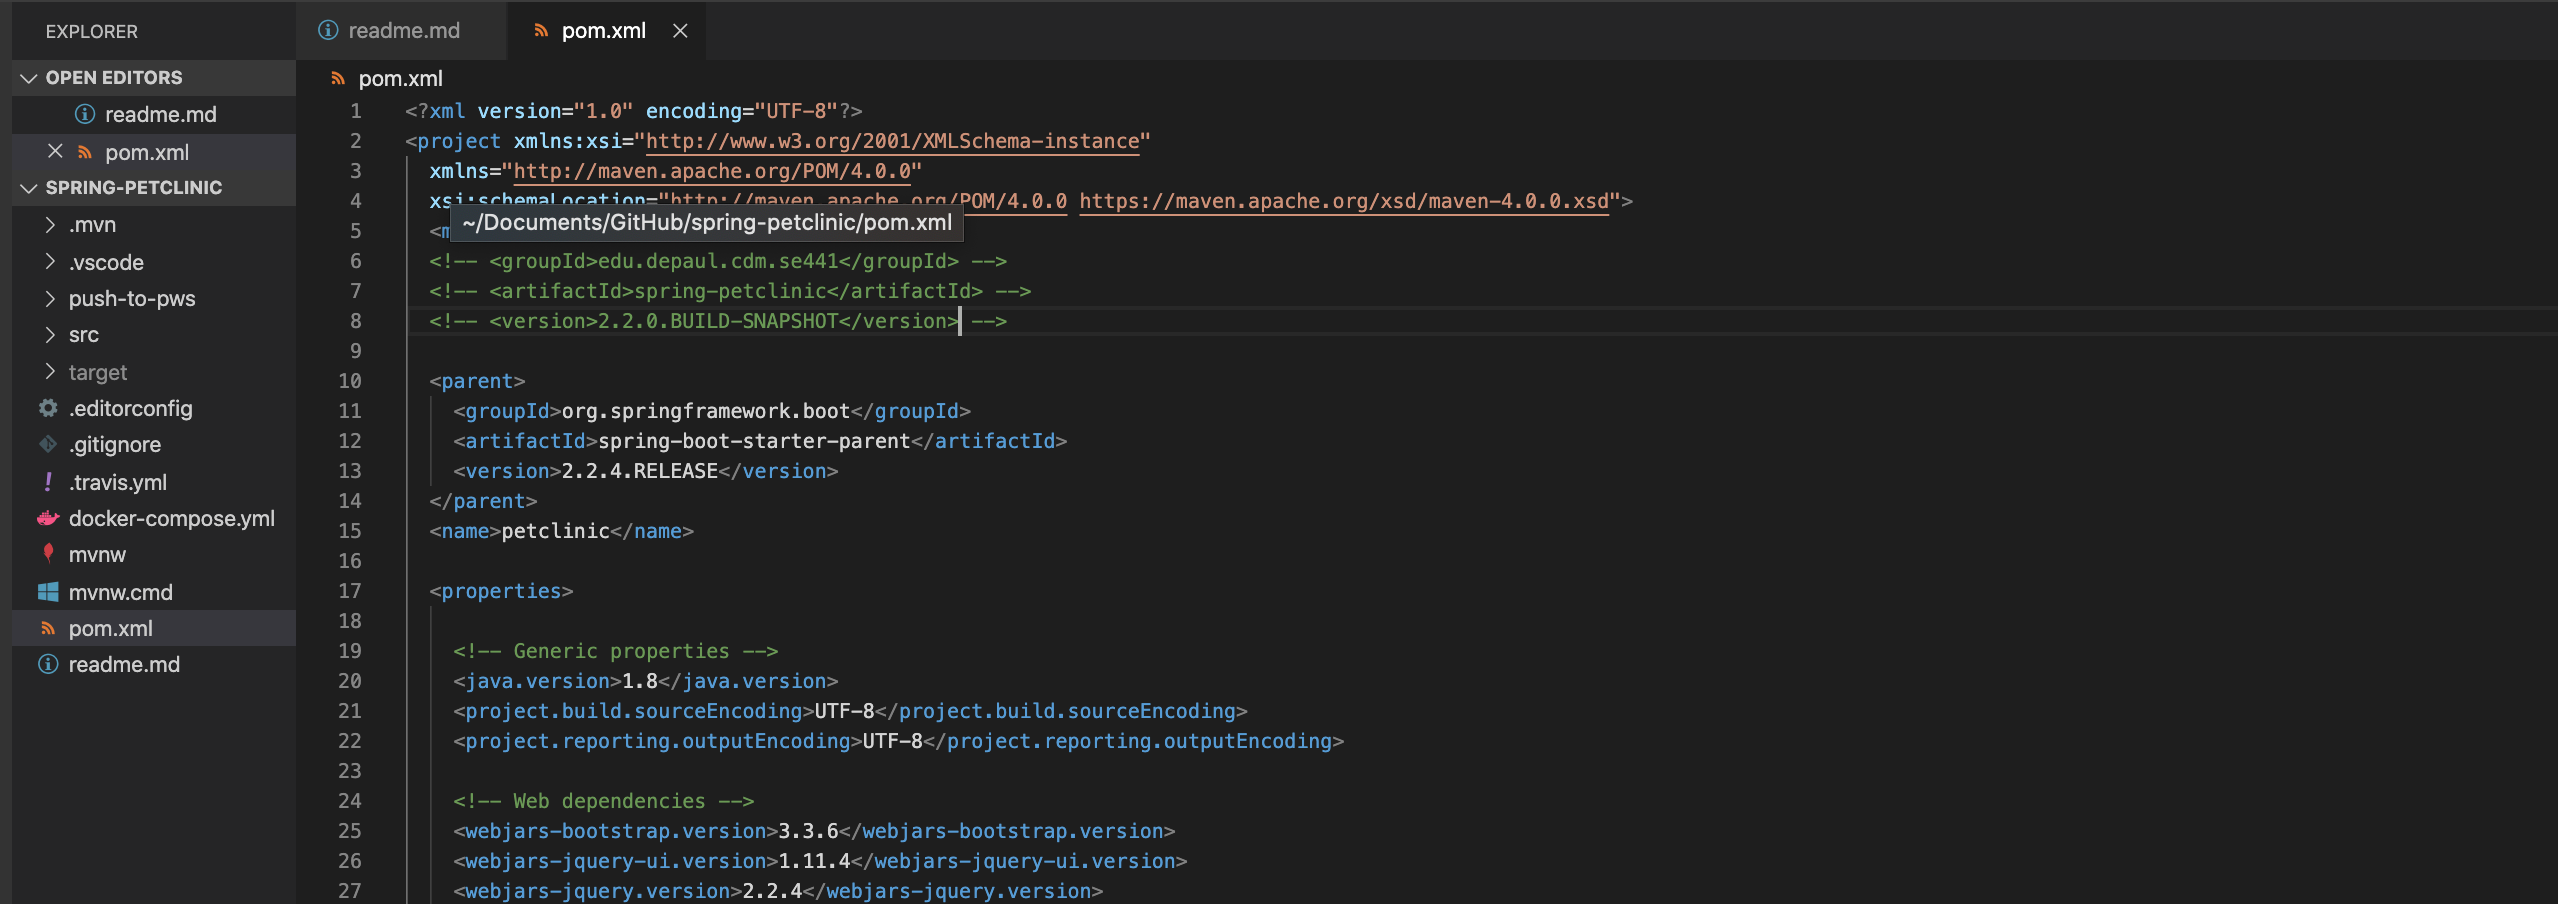 EXPLORER
OPEN EDITORS
readme.md
pom.xml
SPRING-PETCLINIC
.mvn
.vscode
push-to-pws
src
target
.editorconfig
.gitignore
.travis.yml
docker-compose.yml
mvnw
mvnw.cmd
pom.xml
readme.md
readme.md pom.xml
pom.xml
1 <?xml version="1.0" encoding="UTF-8"?>
2 <project xmlns:xsi="http://www.w3.org/2001/XMLSchema-instance"
3 xmlns="http://maven.apache.org/POM/4.0.0"
4 xsi:schemaLocation="http://maven.apache.org/POM/4.0.0 https://maven.apache.org/xsd/maven-4.0.0.xsd">
~/Documents/GitHub/spring-petclinic/pom.xml
5 <m
6 <!-- <groupId>edu.depaul.cdm.se441</groupId> -->
7 <!-- <artifactId>spring-petclinic</artifactId> -->
8 <!-- <version>2.2.0.BUILD-SNAPSHOT</version> -->
9
10 <parent>
11 <groupId>org.springframework.boot</groupId>
12 <artifactId>spring-boot-starter-parent</artifactId>
13 <version>2.2.4.RELEASE</version>
14 </parent>
15 <name>petclinic</name>
16
17 <properties>
18
19 <!-- Generic properties -->
20 <java.version>1.8</java.version>
21 <project.build.sourceEncoding>UTF-8</project.build.sourceEncoding>
22 <project.reporting.outputEncoding>UTF-8</project.reporting.outputEncoding>
23
24 <!-- Web dependencies -->
25 <webjars-bootstrap.version>3.3.6</webjars-bootstrap.version>
26 <webjars-jquery-ui.version>1.11.4</webjars-jquery-ui.version>
27 <webjars-jquery.version>2.2.4</webjars-jquery.version>